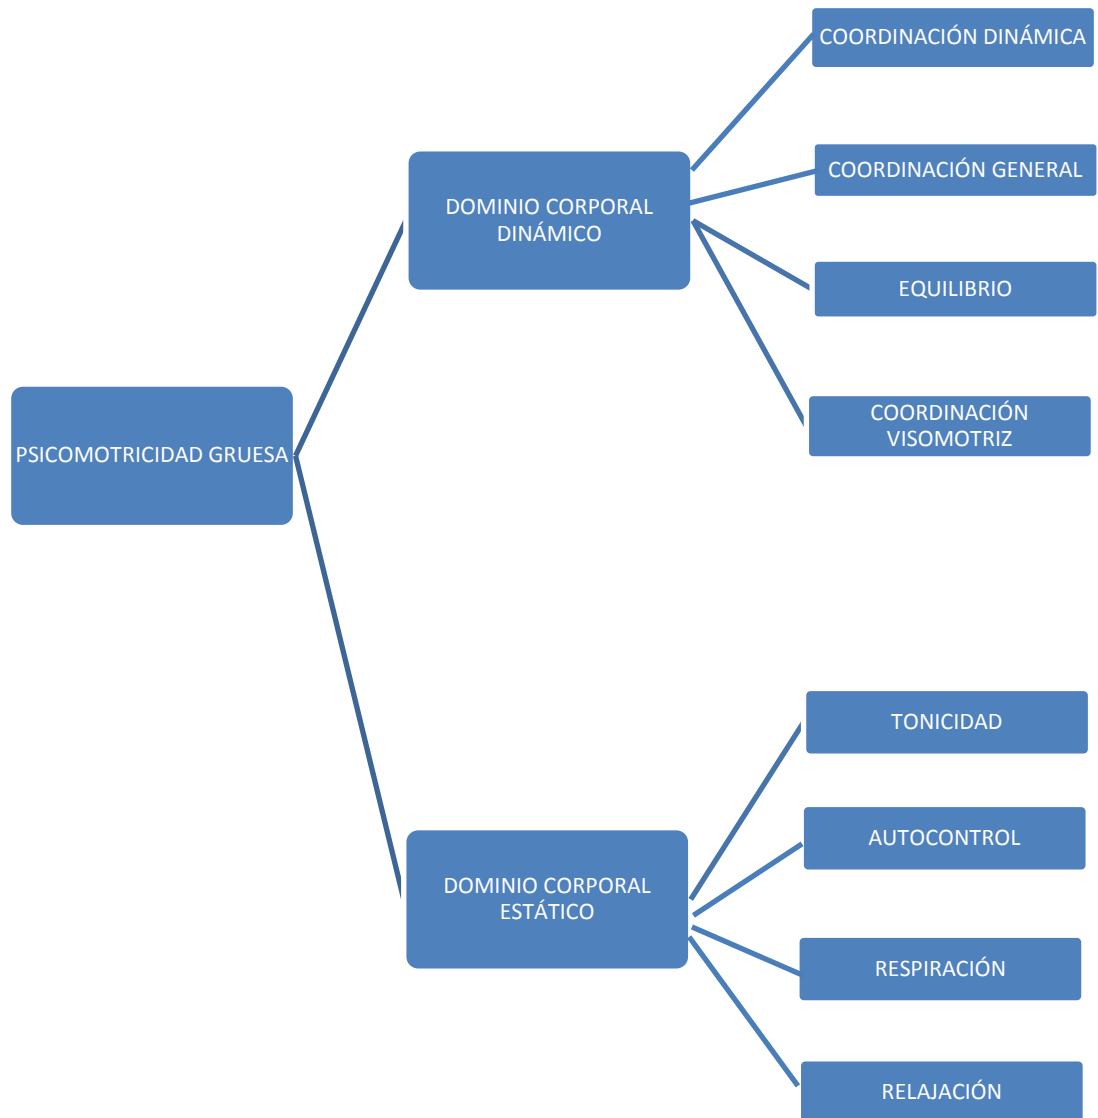 COORDINACIÓN DINÁMICA
COORDINACIÓN GENERAL
DOMINIO CORPORAL
DINÁMICO
EQUILIBRIO
COORDINACIÓN
VISOMOTRIZ
PSICOMOTRICIDAD GRUESA
TONICIDAD
AUTOCONTROL
DOMINIO CORPORAL
ESTÁTICO
RESPIRACIÓN
RELAJACIÓN